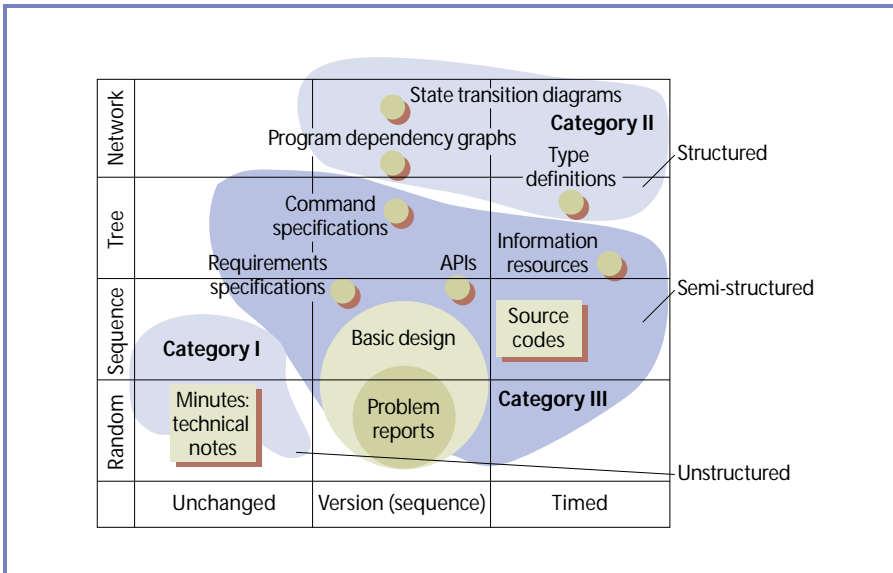 Network
State transition diagrams
Program dependency graphs
Category II
Type
definitions
Structured
Tree
Command
specifications
Information
resources
Requirements
specifications
APIs
Semi-structured
Sequence
Category I
Basic design
Source
codes
Random
Minutes:
technical
notes
Problem
reports
Category III
Unstructured
Unchanged
Version (sequence)
Timed